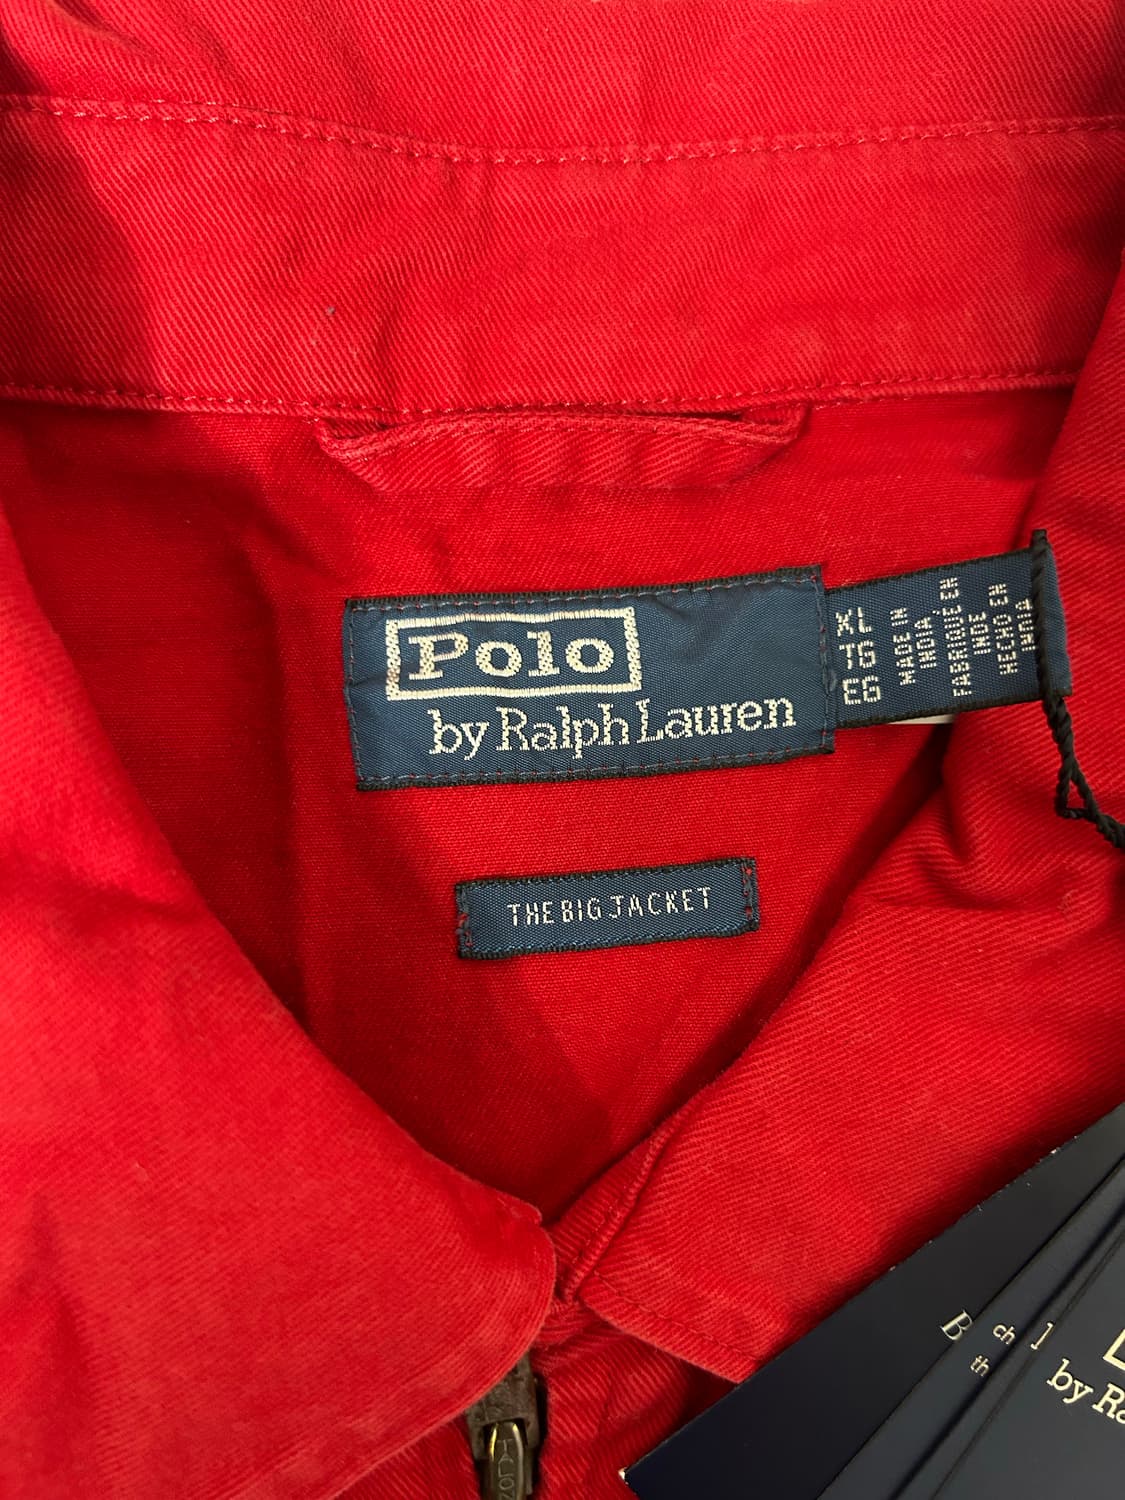 Polo
by Ralph Lauren
XL
TG
EG
MADE IN
INDIA
FABRIQUÉ EN
INDE
HECHO EN
INDIA
THE BIG JACKET
by Ra
TALON